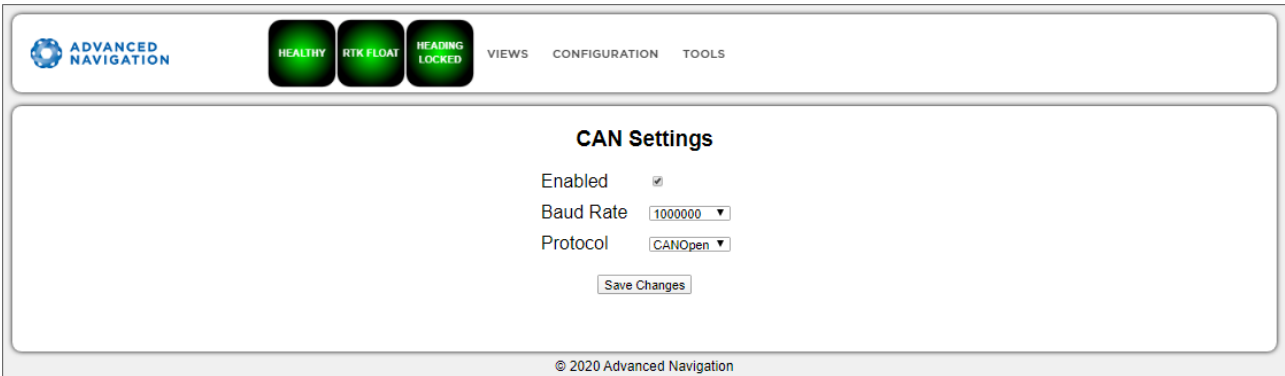 ADVANCED
NAVIGATION
HEALTHY
RTK FLOAT
HEADING
LOCKED
VIEWS CONFIGURATION TOOLS
CAN Settings
Enabled
Baud Rate 1000000
Protocol CANOpen
Save Changes
© 2020 Advanced Navigation